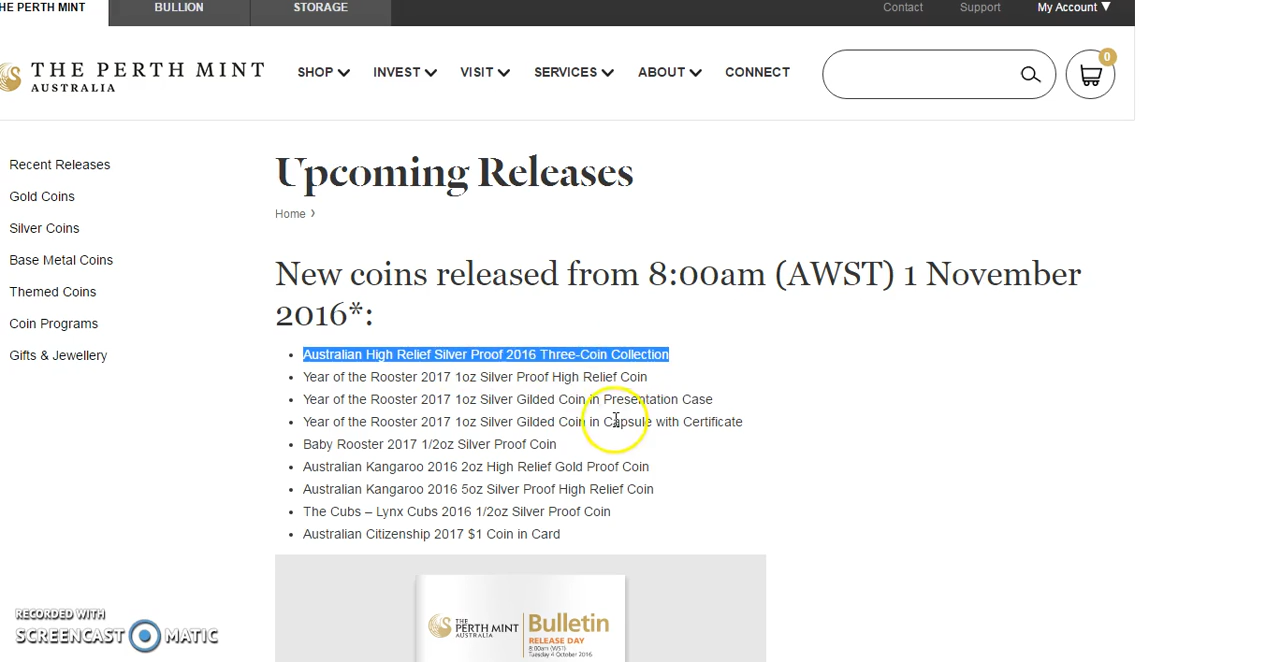 THE PERTH MINT
BULLION
STORAGE
Contact
Support
My Account ▼
THE PERTH MINT
AUSTRALIA
SHOP
INVEST
VISIT
SERVICES
ABOUT
CONNECT
0
Recent Releases
Gold Coins
Silver Coins
Base Metal Coins
Themed Coins
Coin Programs
Gifts & Jewellery
Upcoming Releases
Home ›
New coins released from 8:00am (AWST) 1 November
2016*:
• Australian High Relief Silver Proof 2016 Three-Coin Collection
• Year of the Rooster 2017 1oz Silver Proof High Relief Coin
• Year of the Rooster 2017 1oz Silver Gilded Coin in Presentation Case
• Year of the Rooster 2017 1oz Silver Gilded Coin in Capsule with Certificate
• Baby Rooster 2017 1/2oz Silver Proof Coin
• Australian Kangaroo 2016 2oz High Relief Gold Proof Coin
• Australian Kangaroo 2016 5oz Silver Proof High Relief Coin
• The Cubs – Lynx Cubs 2016 1/2oz Silver Proof Coin
• Australian Citizenship 2017 $1 Coin in Card
THE
PERTH MINT
AUSTRALIA
Bulletin
RELEASE DAY
8:00am (WST)
Tuesday 4 October 2016
RECORDED WITH
SCREENCAST MATIC